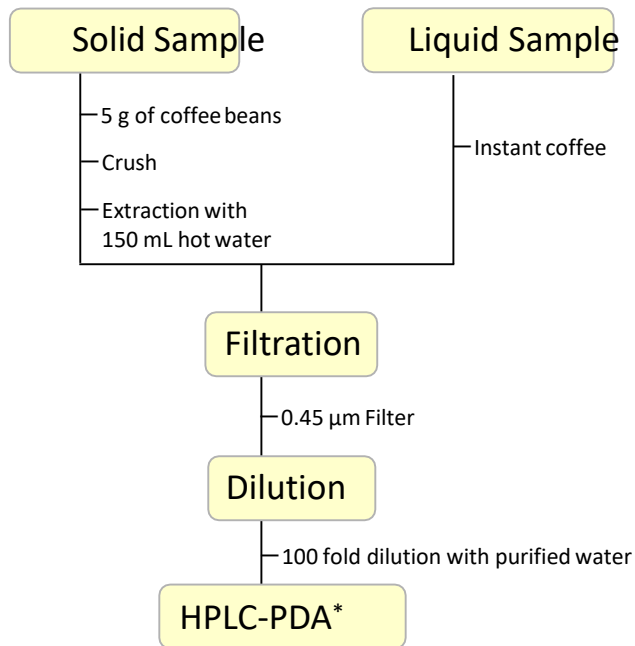 Solid Sample
Liquid Sample
5 g of coffee beans
Crush
Extraction with
150 mL hot water
Instant coffee
Filtration
0.45 µm Filter
Dilution
100 fold dilution with purified water
HPLC-PDA*